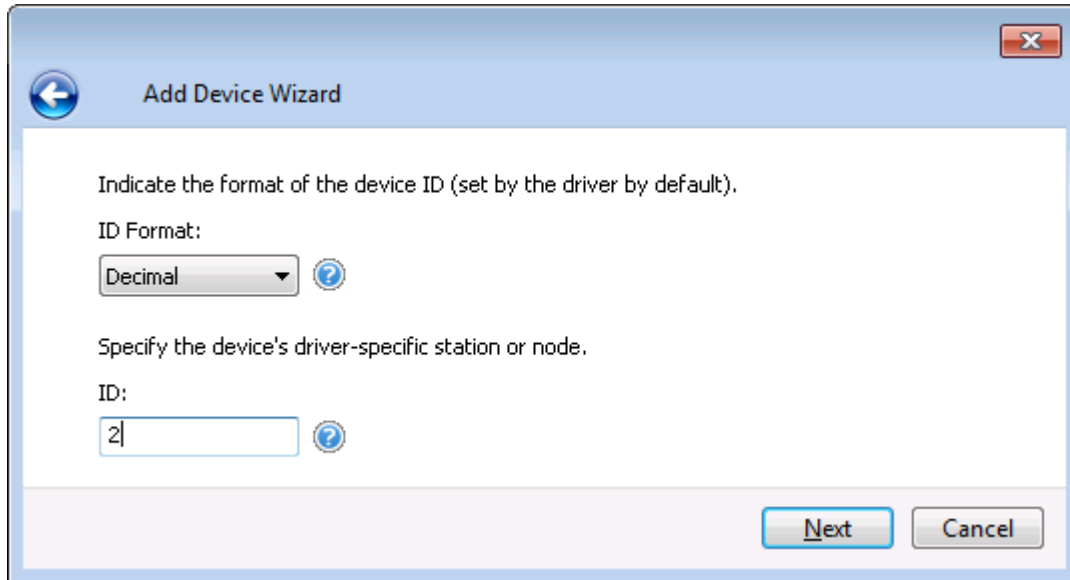 Add Device Wizard
Indicate the format of the device ID (set by the driver by default).
ID Format:
Decimal
Specify the device's driver-specific station or node.
ID:
2
Next Cancel